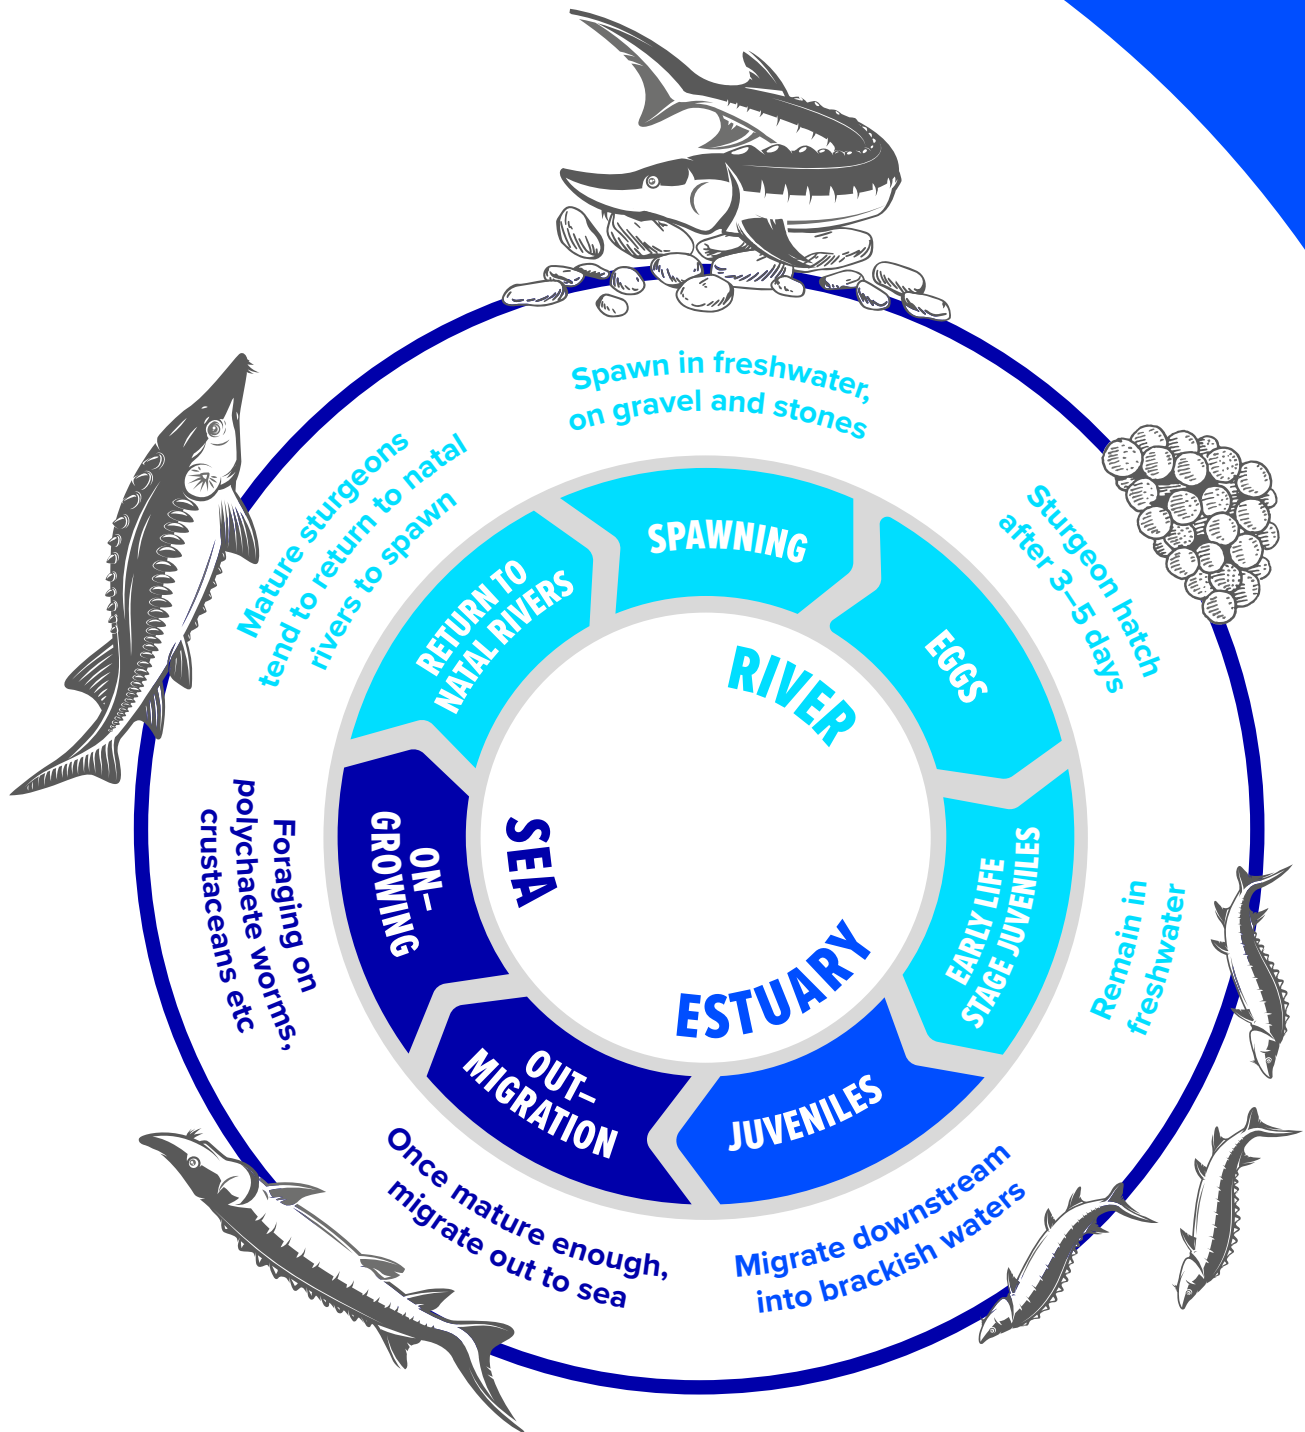 Spawn in freshwater,
on gravel and stones
SPAWNING
Sturgeon hatch
after 3–5 days
EGGS
RIVER
Remain in
freshwater
EARLY LIFE
STAGE JUVENILES
Migrate downstream
into brackish waters
JUVENILES
ESTUARY
Once mature enough,
migrate out to sea
OUT–
MIGRATION
Foraging on
polychaete worms,
crustaceans etc
ON–
GROWING
SEA
Mature sturgeons
tend to return to natal
rivers to spawn
RETURN TO
NATAL RIVERS